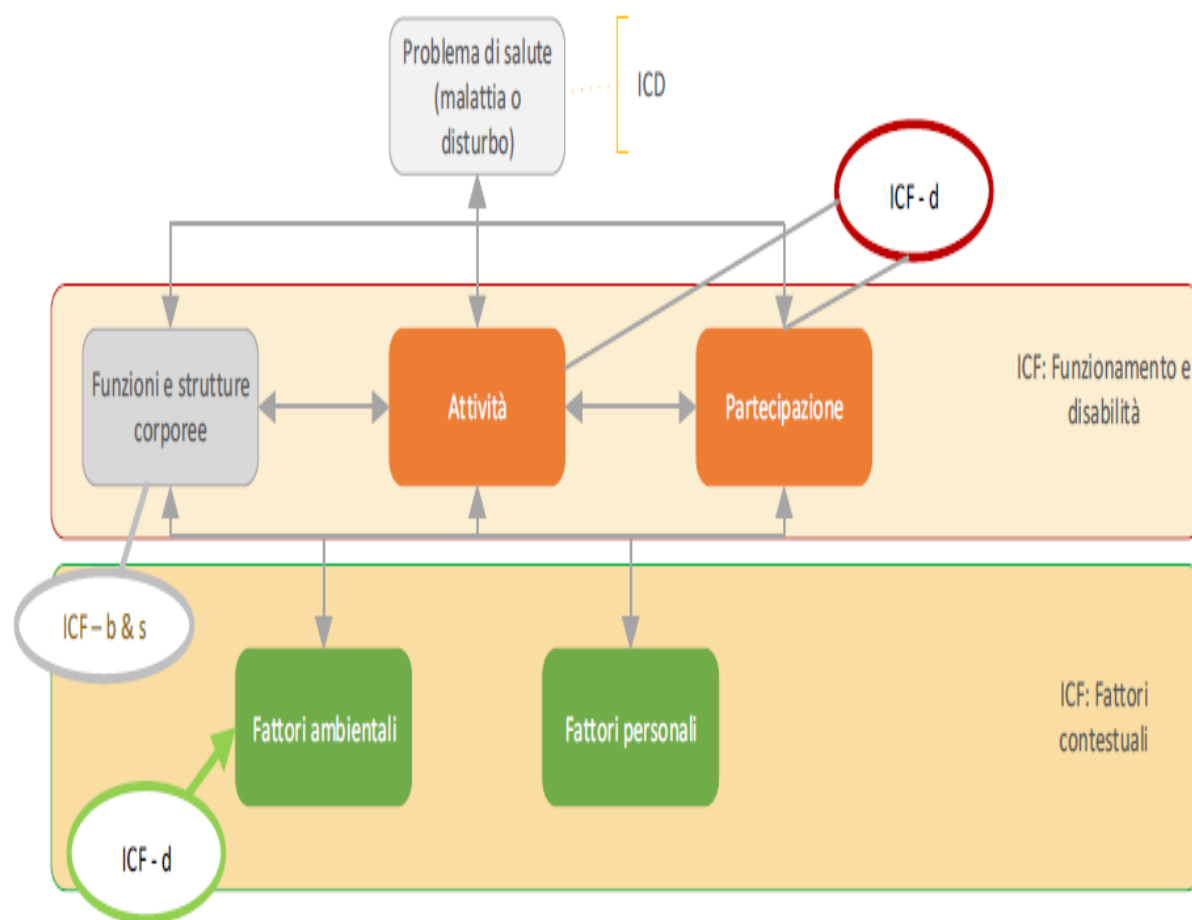 Problema di salute
(malattia o
disturbo)
ICD
ICF - d
Funzioni e strutture
corporee
Attività
Partecipazione
ICF: Funzionamento e
disabilità
ICF – b & s
Fattori ambientali
Fattori personali
ICF: Fattori
contestuali
ICF - d